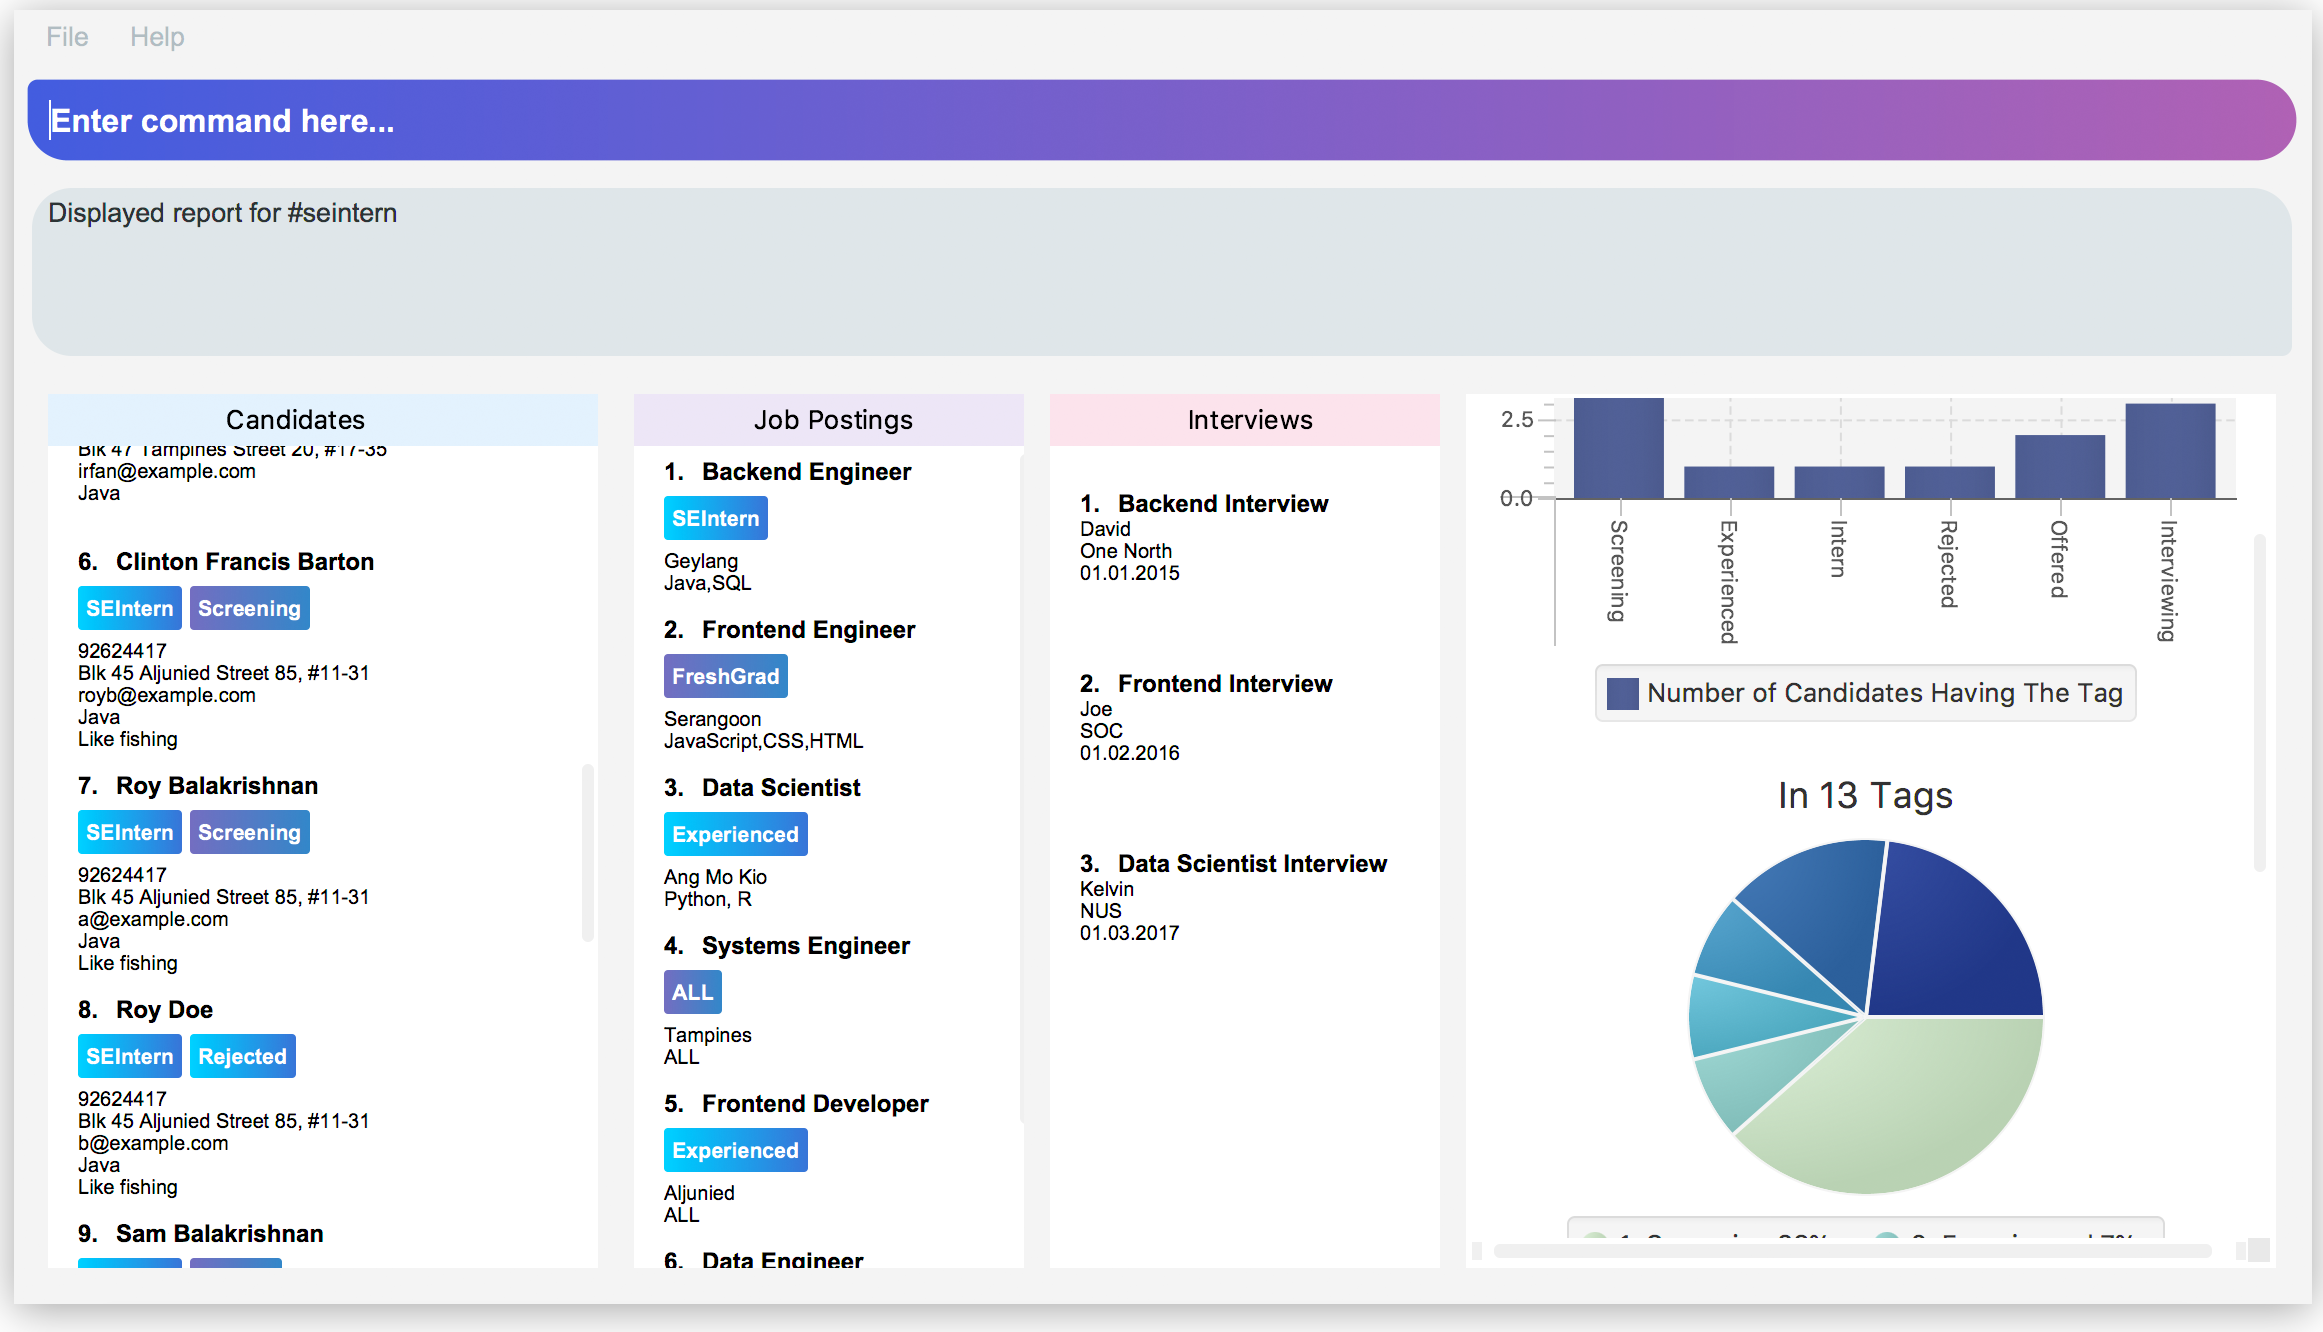 File Help
Enter command here...
Displayed report for #seintern
Candidates
Blk 47 Tampines Street 20, #17-35
irfan@example.com
Java
6. Clinton Francis Barton
SEIntern Screening
92624417
Blk 45 Aljunied Street 85, #11-31
royb@example.com
Java
Like fishing
7. Roy Balakrishnan
SEIntern Screening
92624417
Blk 45 Aljunied Street 85, #11-31
a@example.com
Java
Like fishing
8. Roy Doe
SEIntern Rejected
92624417
Blk 45 Aljunied Street 85, #11-31
b@example.com
Java
Like fishing
9. Sam Balakrishnan
Job Postings
1. Backend Engineer
SEIntern
Geylang
Java,SQL
2. Frontend Engineer
FreshGrad
Serangoon
JavaScript,CSS,HTML
3. Data Scientist
Experienced
Ang Mo Kio
Python, R
4. Systems Engineer
ALL
Tampines
ALL
5. Frontend Developer
Experienced
Aljunied
ALL
6. Data Engineer
Interviews
1. Backend Interview
David
One North
01.01.2015
2. Frontend Interview
Joe
SOC
01.02.2016
3. Data Scientist Interview
Kelvin
NUS
01.03.2017
2.5
0.0
Screening
Experienced
Intern
Rejected
Offered
Interviewing
Number of Candidates Having The Tag
In 13 Tags